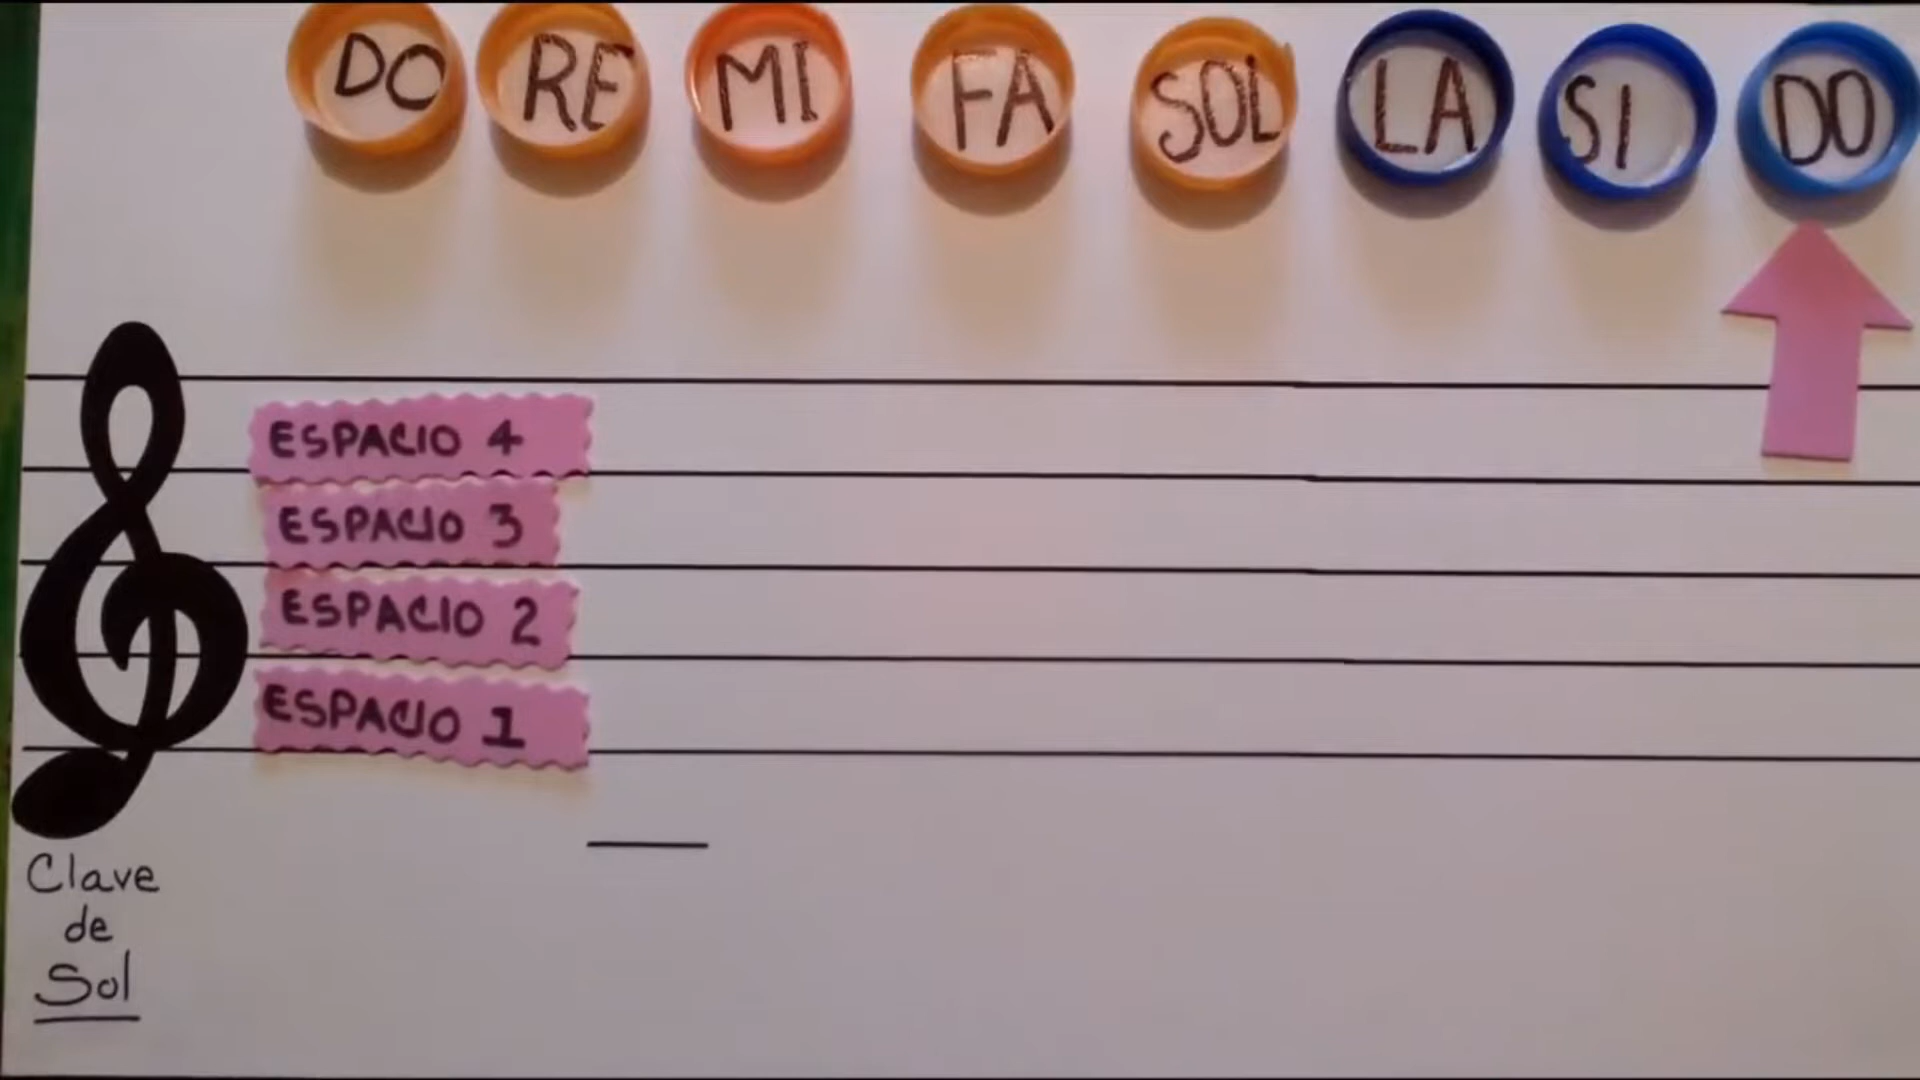 DO RE MI FA SOL LA SI DO
ESPACIO 4
ESPACIO 3
ESPACIO 2
ESPACIO 1
Clave
de
Sol